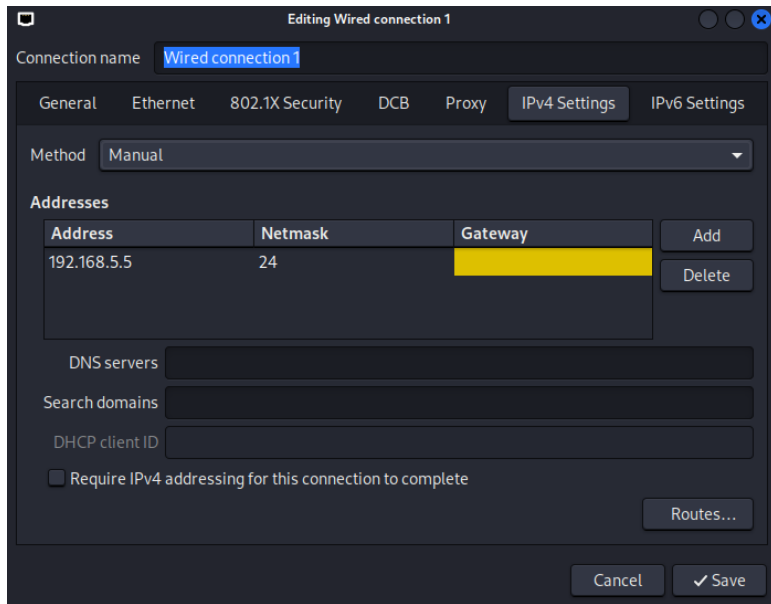 Editing Wired connection 1
Connection name Wired connection 1
General Ethernet 802.1X Security DCB Proxy IPv4 Settings IPv6 Settings
Method Manual
Addresses
Address Netmask Gateway Add
192.168.5.5 24
Delete
DNS servers
Search domains
DHCP client ID
Require IPv4 addressing for this connection to complete
Routes...
Cancel Save